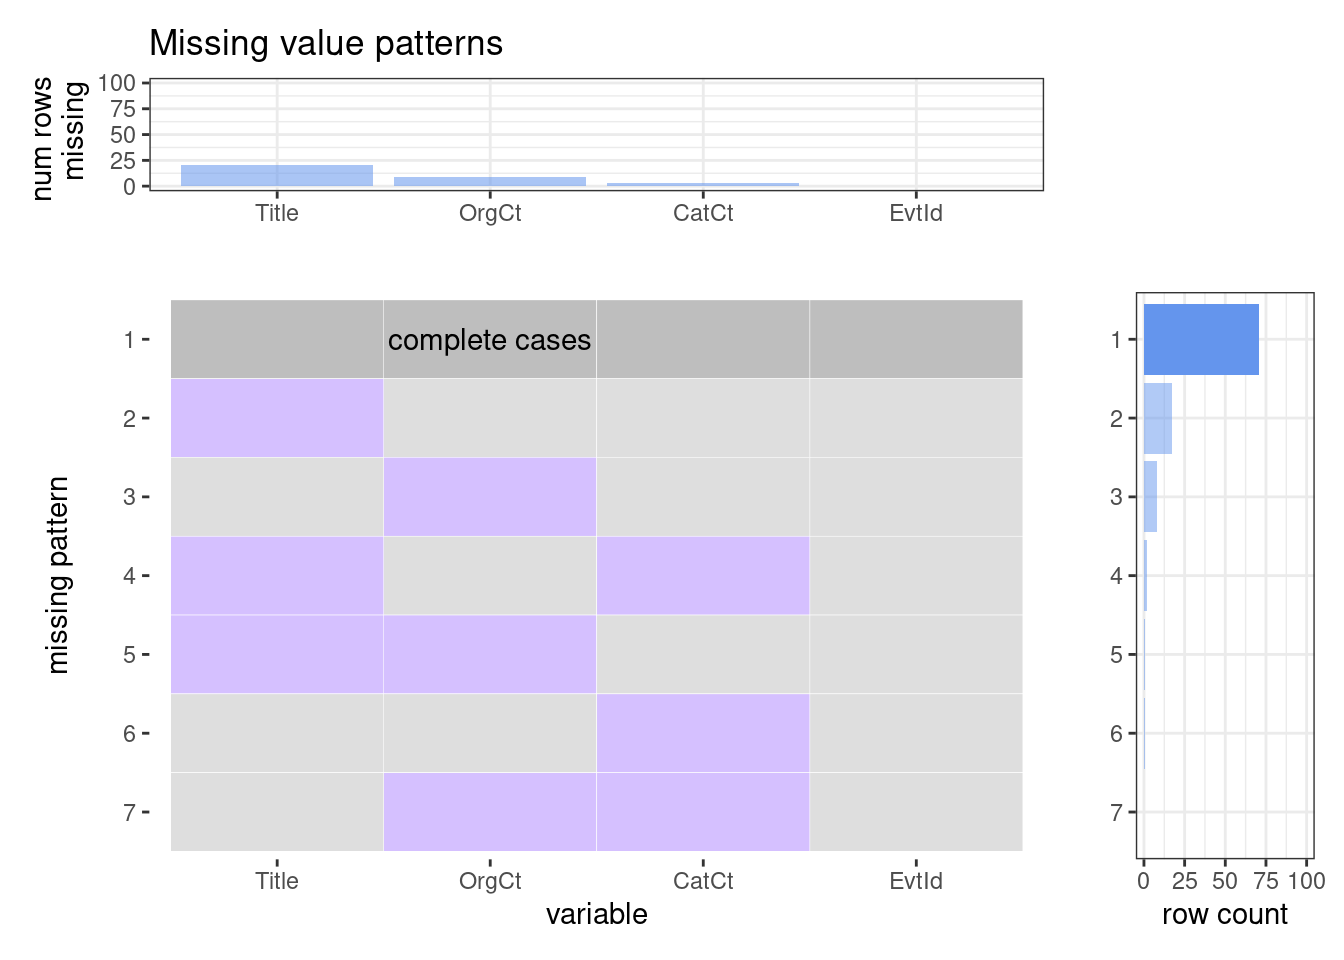 Missing value patterns
num rows
missing
100
75
50
25
0
Title
OrgCt
CatCt
EvtId
missing pattern
1
2
3
4
5
6
7
complete cases
Title
OrgCt
CatCt
EvtId
variable
1
2
3
4
5
6
7
0
25
50
75
100
row count